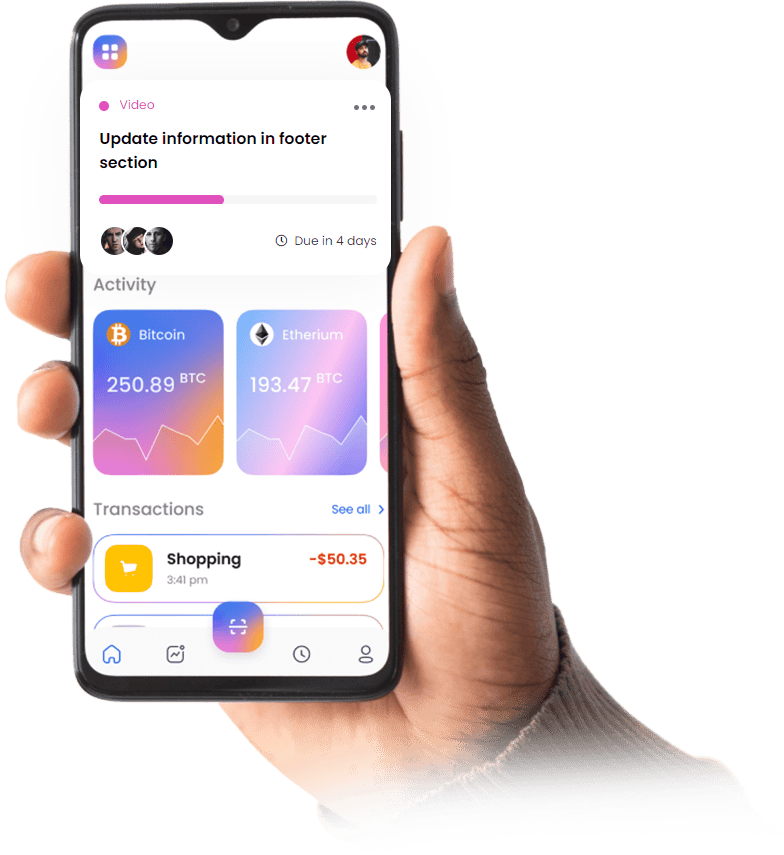 Video
Update information in footer
section
Due in 4 days
Activity
Bitcoin
250.89 BTC
Etherium
193.47 BTC
Transactions
See all >
Shopping
-$50.35
3:41 pm